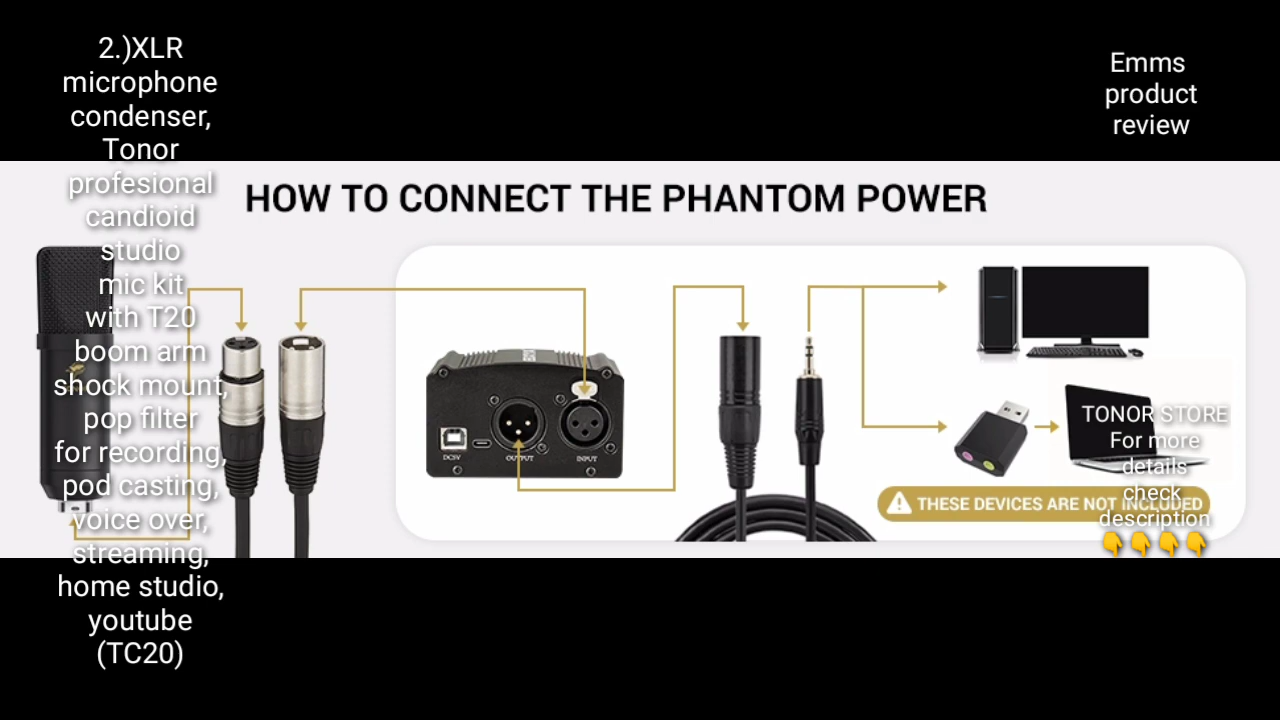 2.)XLR
microphone
condenser,
Tonor
profesional
candioid
studio
mic kit
with T20
boom arm
shock mount,
pop filter
for recording,
pod casting,
voice over,
streaming,
home studio,
youtube
(TC20)
Emms
product
review
HOW TO CONNECT THE PHANTOM POWER
DC5V
OUTPUT
INPUT
THESE DEVICES ARE NOT INCLUDED
TONOR STORE
For more
details
check
description
👇👇👇👇